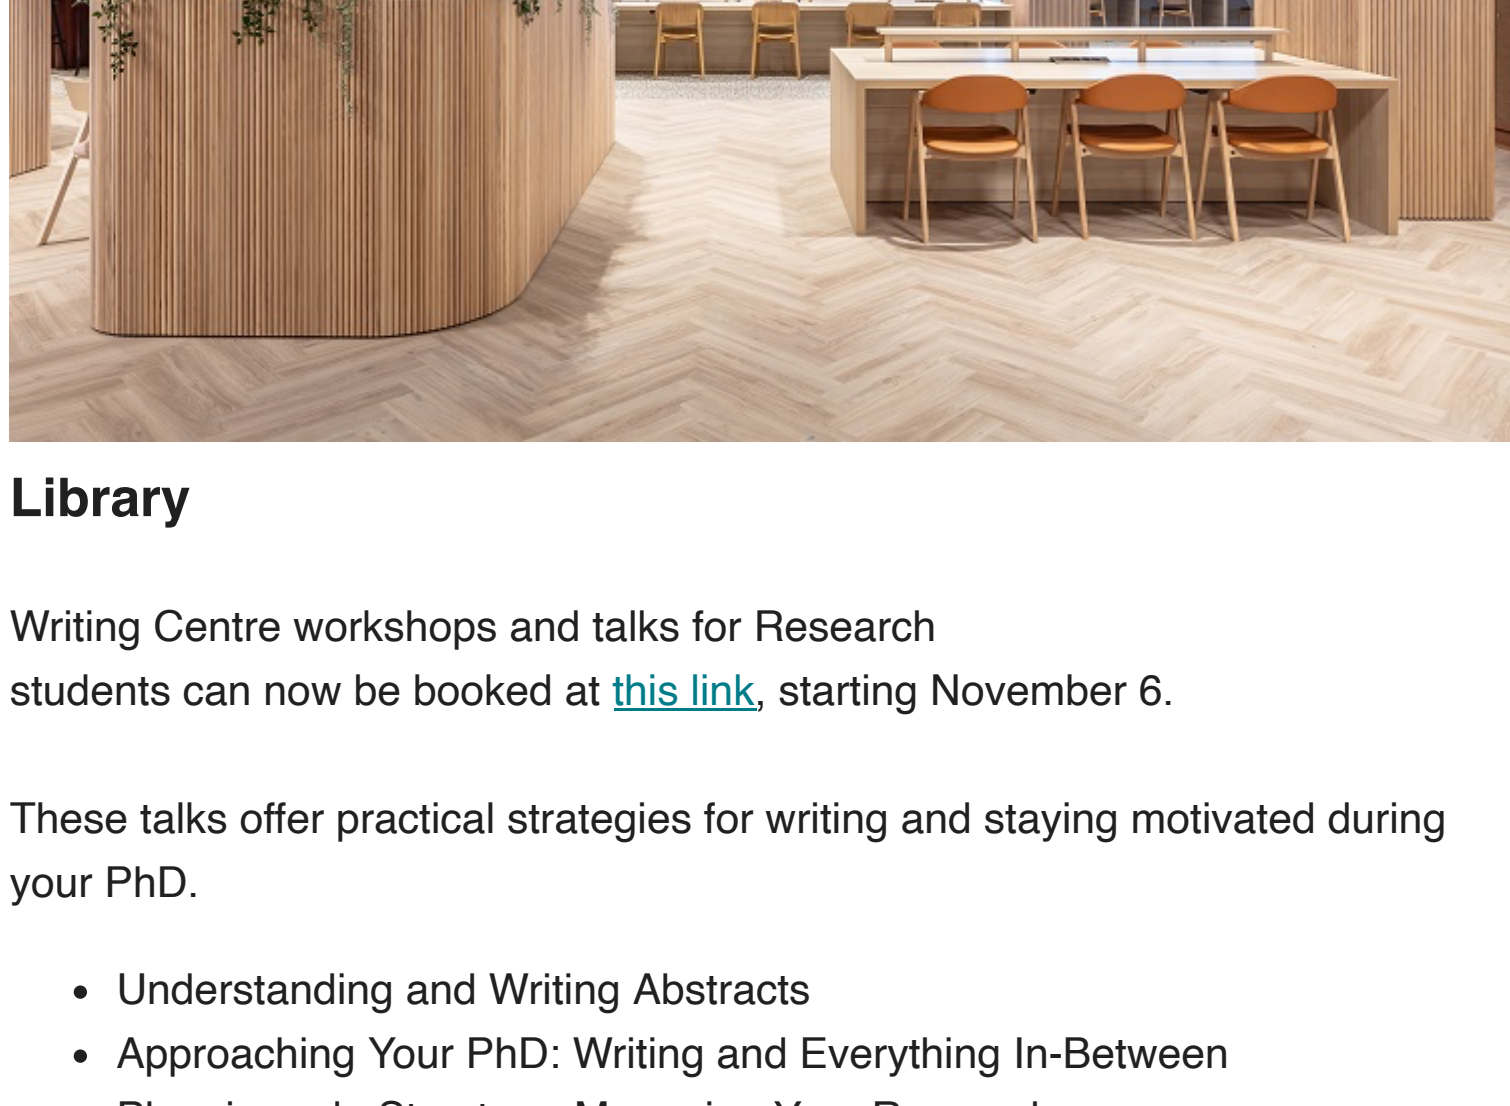 Library
Writing Centre workshops and talks for Research
students can now be booked at this link, starting November 6.
These talks offer practical strategies for writing and staying motivated during
your PhD.
Understanding and Writing Abstracts
Approaching Your PhD: Writing and Everything In-Between